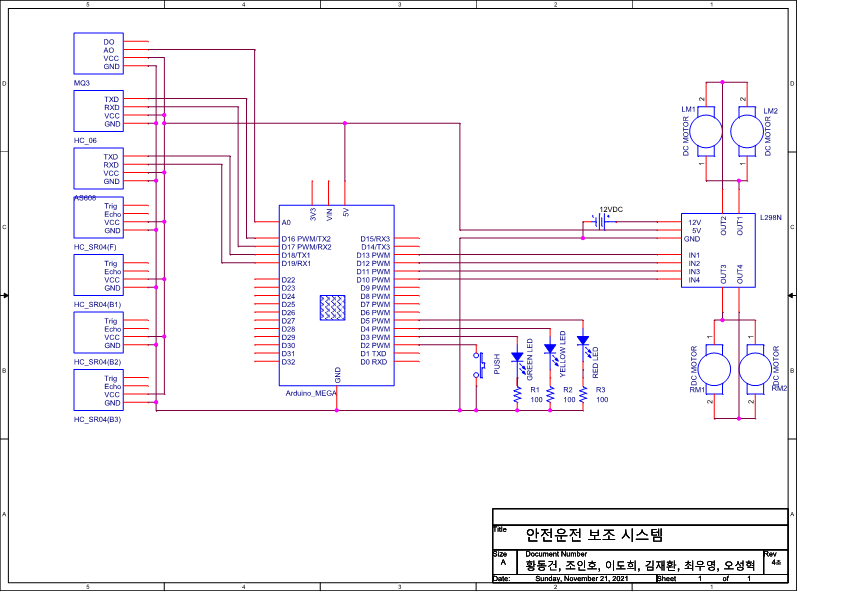 5 4 3 2 1
D D
C C
B B
A A
DO
AO
VCC
GND
MQ3
TXD
RXD
VCC
GND
HC_06
TXD
RXD
VCC
GND
AS608
Trig
Echo
VCC
GND
HC_SR04(F)
Trig
Echo
VCC
GND
HC_SR04(B1)
Trig
Echo
VCC
GND
HC_SR04(B2)
Trig
Echo
VCC
GND
HC_SR04(B3)
3V3
VIN
5V
A0
D16 PWM/TX2
D17 PWM/RX2
D18/TX1
D19/RX1
D22
D23
D24
D25
D26
D27
D28
D29
D30
D31
D32
D15/RX3
D14/TX3
D13 PWM
D12 PWM
D11 PWM
D10 PWM
D9 PWM
D8 PWM
D7 PWM
D6 PWM
D5 PWM
D4 PWM
D3 PWM
D2 PWM
D1 TXD
D0 RXD
GND
Arduino_MEGA
PUSH
GREEN LED
YELLOW LED
RED LED
R1
100
R2
100
R3
100
12VDC
12V
5V
GND
IN1
IN2
IN3
IN4
OUT2
OUT1
OUT3
OUT4
L298N
LM1
DC MOTOR
2
1
LM2
DC MOTOR
2
1
RM1
DC MOTOR
1
2
RM2
DC MOTOR
1
2
Title
안전운전 보조 시스템
Size
A
Document Number
황동건, 조인호, 이도희, 김재환, 최우영, 오성혁
Rev
4조
Date: Sunday, November 21, 2021 Sheet 1 of 1
5 4 3 2 1